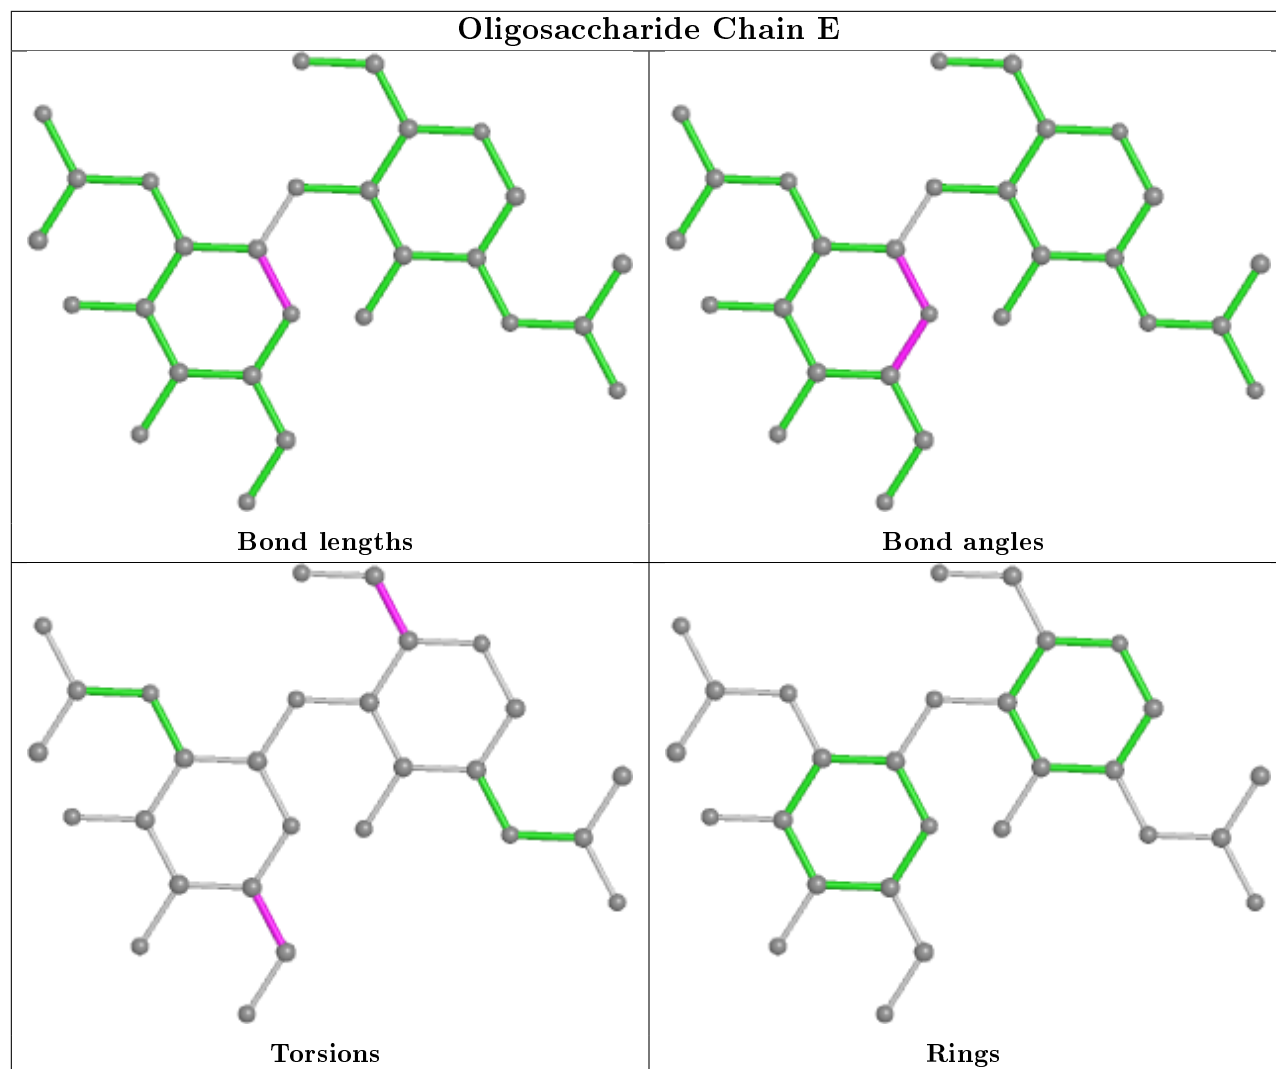 Oligosaccharide Chain E
Bond lengths
Bond angles
Torsions
Rings